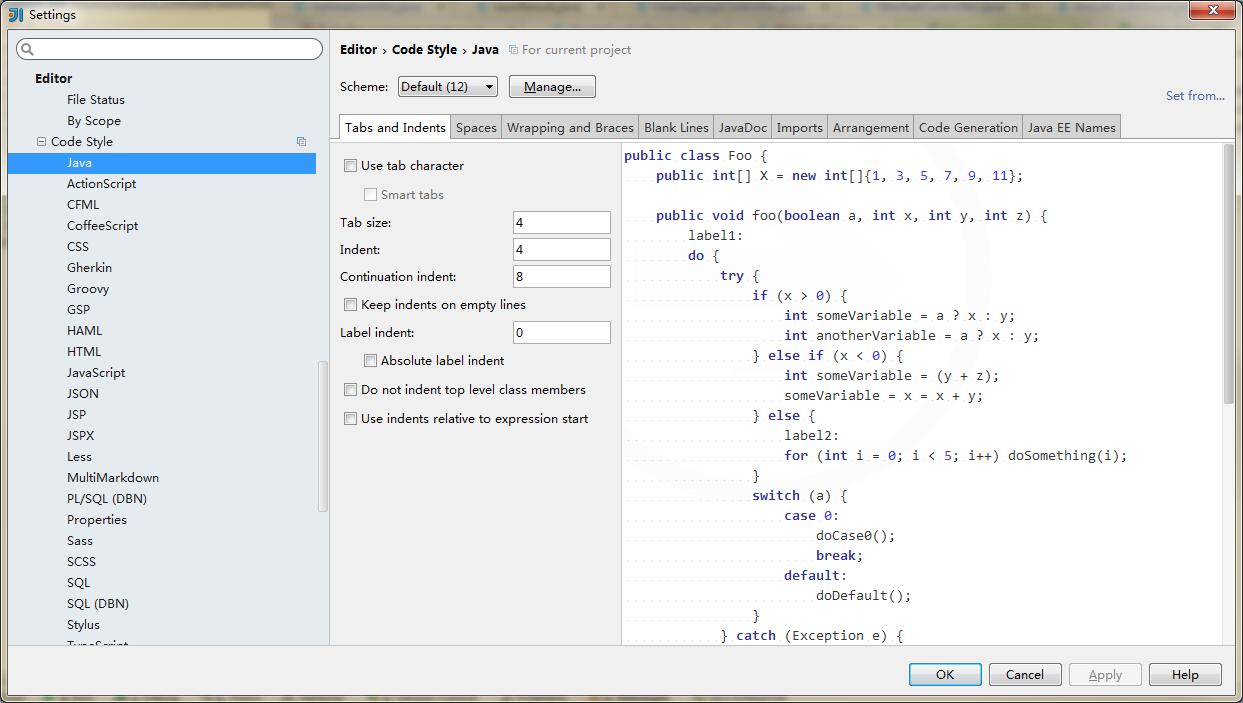 Settings
Editor › Code Style › Java For current project
Scheme: Default (12) Manage...
Set from...
Editor
File Status
By Scope
Code Style
Java
ActionScript
CFML
CoffeeScript
CSS
Gherkin
Groovy
GSP
HAML
HTML
JavaScript
JSON
JSP
JSPX
Less
MultiMarkdown
PL/SQL (DBN)
Properties
Sass
SCSS
SQL
SQL (DBN)
Stylus
TypeScript
Tabs and Indents Spaces Wrapping and Braces Blank Lines JavaDoc Imports Arrangement Code Generation Java EE Names
Use tab character
Smart tabs
Tab size: 4
Indent: 4
Continuation indent: 8
Keep indents on empty lines
Label indent: 0
Absolute label indent
Do not indent top level class members
Use indents relative to expression start
public class Foo {
public int[] X = new int[]{1, 3, 5, 7, 9, 11};
public void foo(boolean a, int x, int y, int z) {
label1:
do {
try {
if (x > 0) {
int someVariable = a ? x : y;
int anotherVariable = a ? x : y;
} else if (x < 0) {
int someVariable = (y + z);
someVariable = x = x + y;
} else {
label2:
for (int i = 0; i < 5; i++) doSomething(i);
}
switch (a) {
case 0:
doCase0();
break;
default:
doDefault();
}
} catch (Exception e) {
OK Cancel Apply Help